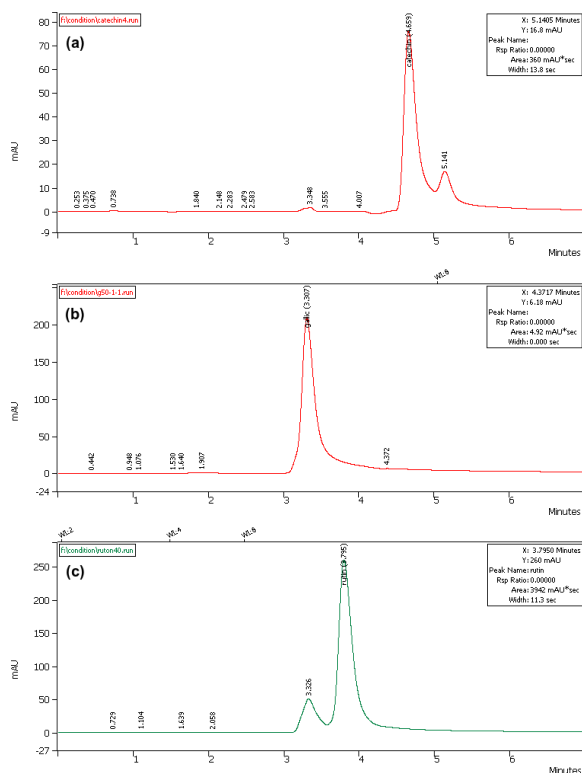 f:\condition\catechin4.run
(a)
X: 5.1405 Minutes
Y: 16.8 mAU
Peak Name:
Rsp Ratio: 0.00000
Area: 360 mAU*sec
Width: 13.8 sec
mAU
80
70
60
50
40
30
20
10
0
-9
0.253
0.375
0.470
0.738
1.840
2.148
2.283
2.479
2.583
3.348
3.555
4.007
catechin (4.659)
5.141
1 2 3 4 5 6
Minutes
WL:8
f:\condition\g50-1-1.run
(b)
X: 4.3717 Minutes
Y: 6.18 mAU
Peak Name:
Rsp Ratio: 0.00000
Area: 4.92 mAU*sec
Width: 0.000 sec
mAU
200
150
100
50
0
-24
0.442
0.948
1.076
1.530
1.640
1.907
gallic (3.307)
4.372
1 2 3 4 5 6
Minutes
WL:2 WL:4 WL:8
f:\condition\ruton40.run
(c)
X: 3.7950 Minutes
Y: 260 mAU
Peak Name: rutin
Rsp Ratio: 0.00000
Area: 3942 mAU*sec
Width: 11.3 sec
mAU
250
200
150
100
50
0
-27
0.729
1.104
1.639
2.058
3.326
rutin (3.795)
1 2 3 4 5 6
Minutes